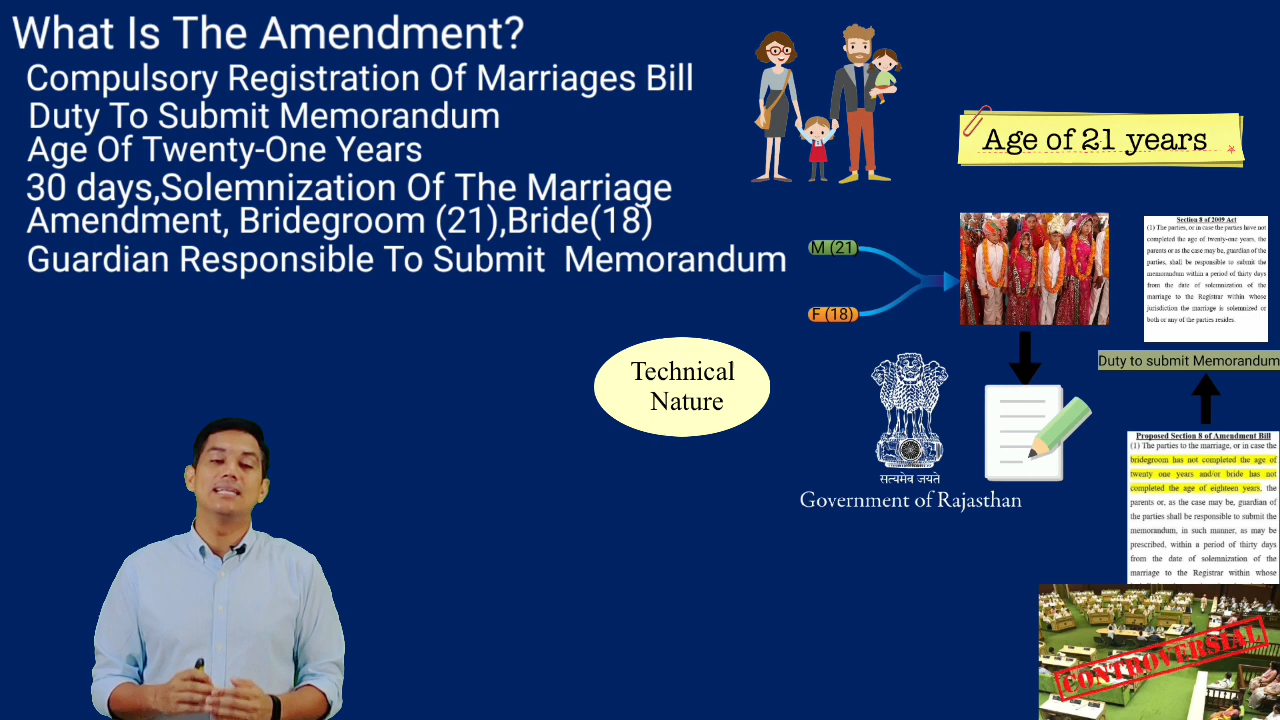 What Is The Amendment?
Compulsory Registration Of Marriages Bill
Duty To Submit Memorandum
Age Of Twenty-One Years
30 days,Solemnization Of The Marriage
Amendment, Bridegroom (21),Bride(18)
Guardian Responsible To Submit Memorandum
Age of 21 years
M (21
F (18)
Section 8 of 2009 Act
(1) The parties, or in case the parties have not
completed the age of twenty-one years, the
parents or as the case may be, guardian of the
parties, shall be responsible to submit the
memorandum within a period of thirty days
from the date of solemnization of the
marriage to the Registrar within whose
jurisdiction the marriage is solemnized or
both or any of the parties resides.
Technical
Nature
Duty to submit Memorandum
सत्यमेव जयते
Government of Rajasthan
Proposed Section 8 of Amendment Bill
(1) The parties to the marriage, or in case the
bridegroom has not completed the age of
twenty one years and/or bride has not
completed the age of eighteen years, the
parents or, as the case may be, guardian of
the parties shall be responsible to submit the
memorandum, in such manner, as may be
prescribed, within a period of thirty days
from the date of solemnization of the
marriage to the Registrar within whose
CONTROVERSIAL